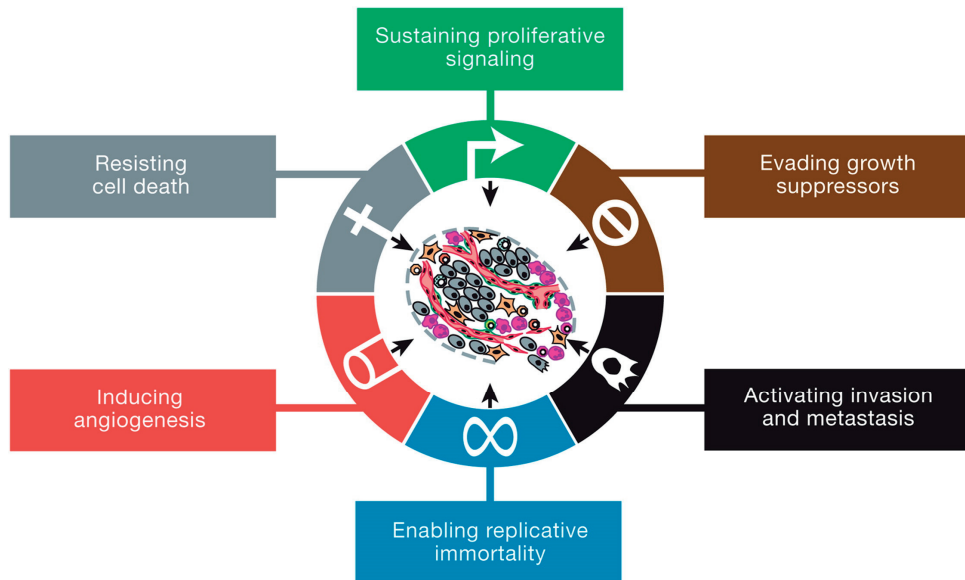 Sustaining proliferative
signaling
Resisting
cell death
Evading growth
suppressors
Inducing
angiogenesis
Activating invasion
and metastasis
Enabling replicative
immortality